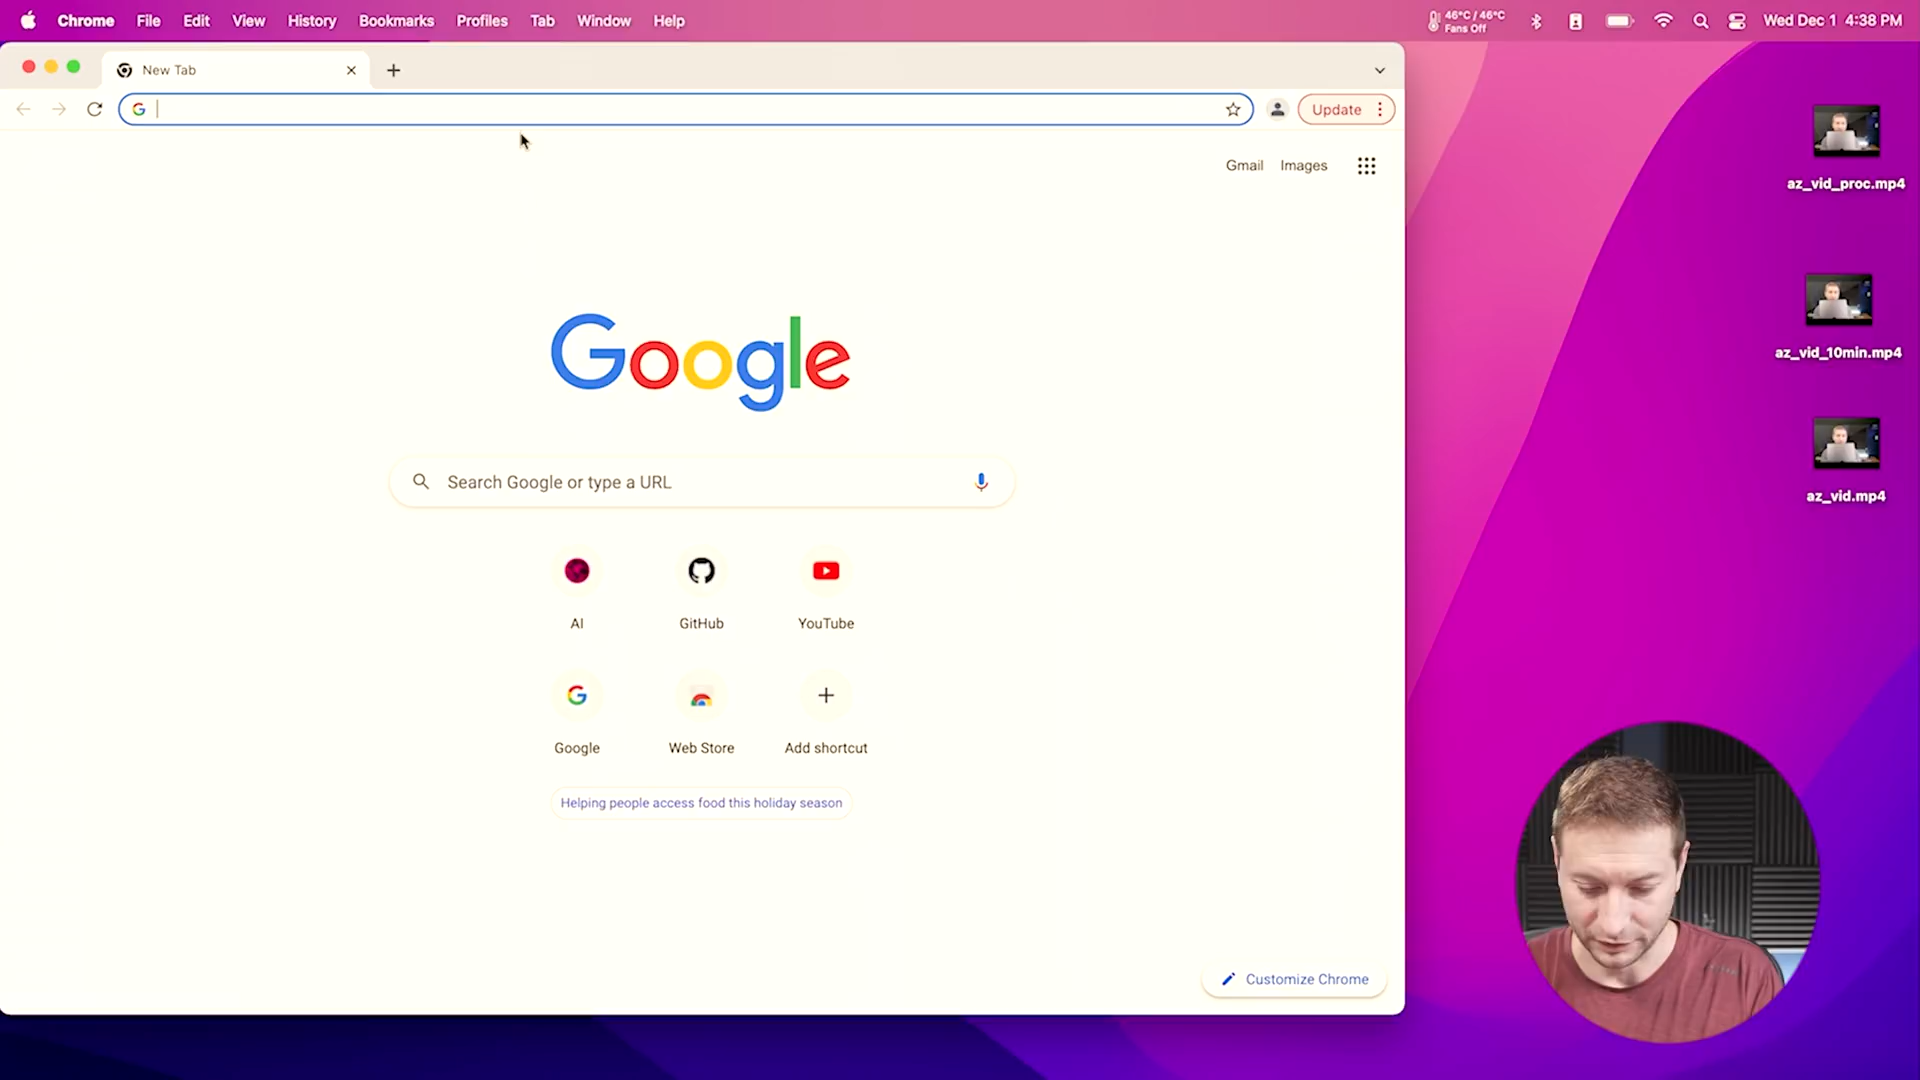 Chrome File Edit View History Bookmarks Profiles Tab Window Help
46°C / 46°C
Fans Off
Wed Dec 1 4:38 PM
New Tab
Update
Gmail Images
Google
Search Google or type a URL
AI GitHub YouTube
Google Web Store Add shortcut
Helping people access food this holiday season
Customize Chrome
az_vid_proc.mp4
az_vid_10min.mp4
az_vid.mp4